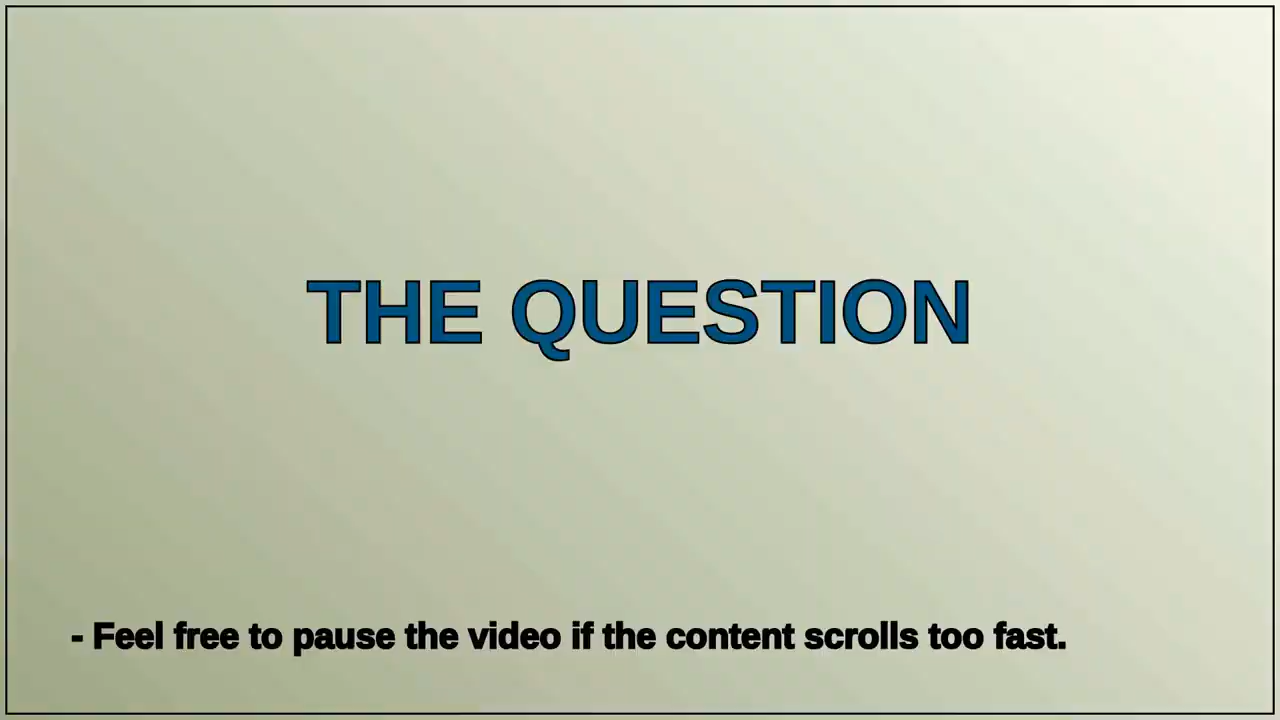 THE QUESTION
- Feel free to pause the video if the content scrolls too fast.